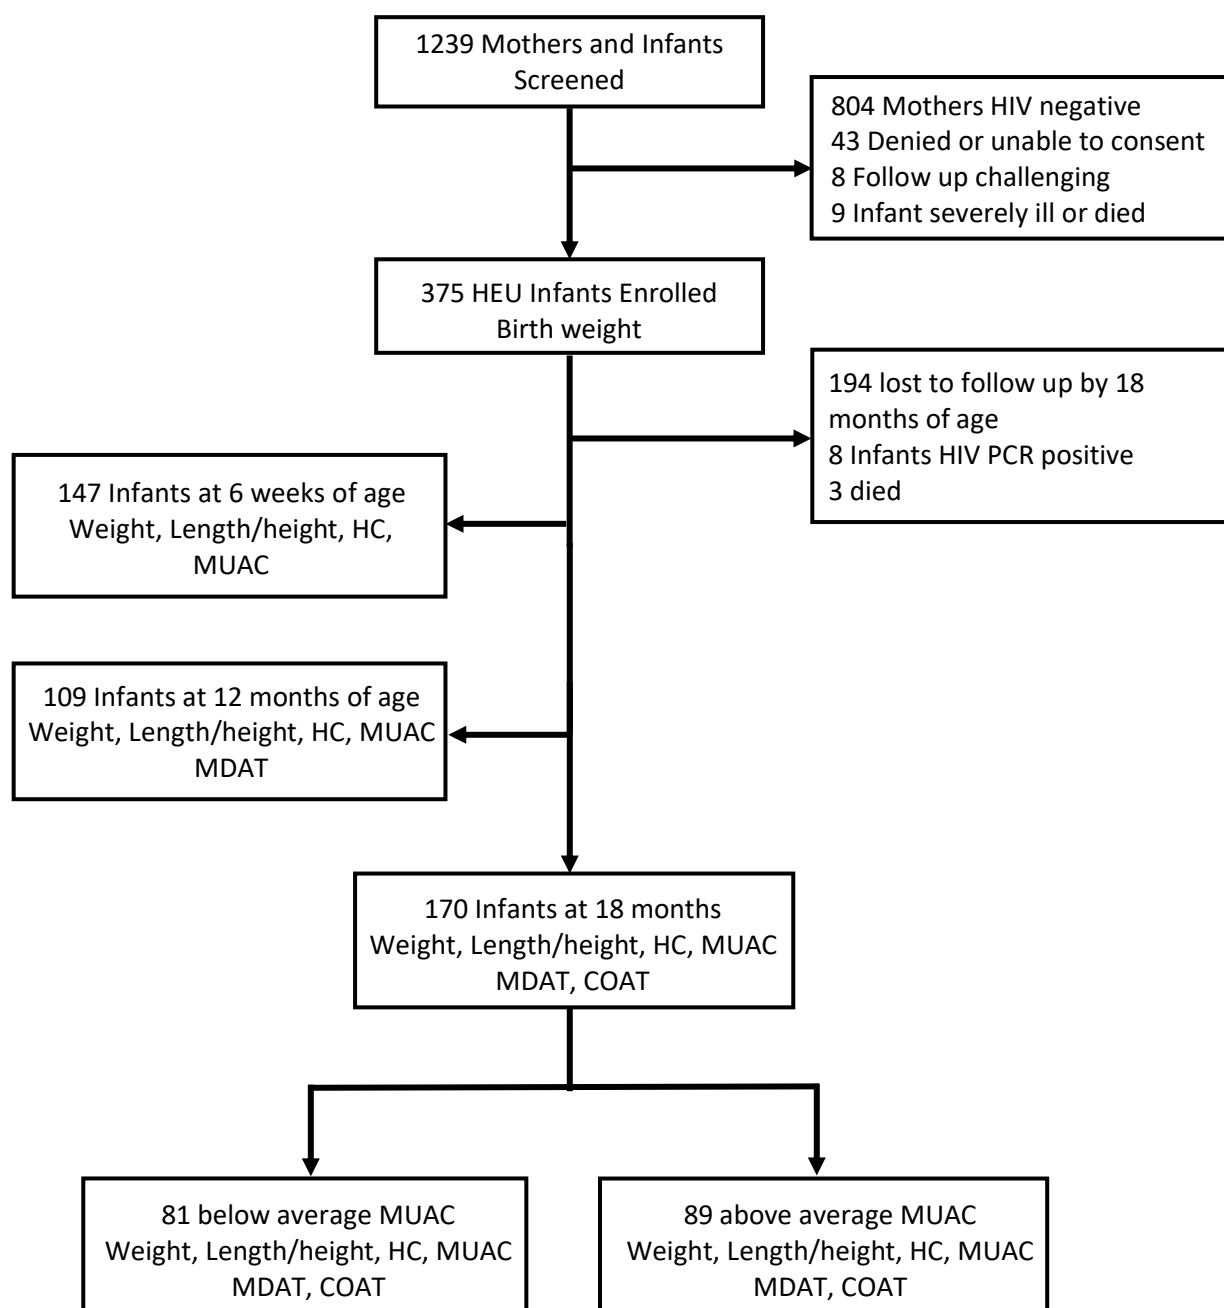 1239 Mothers and Infants
Screened
804 Mothers HIV negative
43 Denied or unable to consent
8 Follow up challenging
9 Infant severely ill or died
375 HEU Infants Enrolled
Birth weight
194 lost to follow up by 18
months of age
8 Infants HIV PCR positive
3 died
147 Infants at 6 weeks of age
Weight, Length/height, HC,
MUAC
109 Infants at 12 months of age
Weight, Length/height, HC, MUAC
MDAT
170 Infants at 18 months
Weight, Length/height, HC, MUAC
MDAT, COAT
81 below average MUAC
Weight, Length/height, HC, MUAC
MDAT, COAT
89 above average MUAC
Weight, Length/height, HC, MUAC
MDAT, COAT